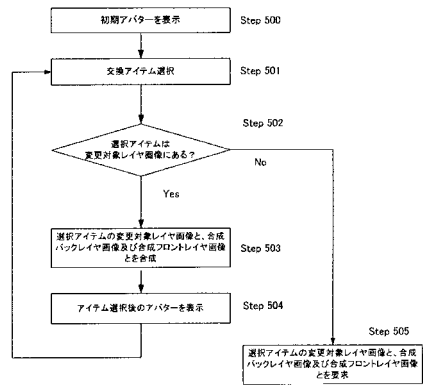 初期アバターを表示
Step 500
交換アイテム選択
Step 501
Step 502
選択アイテムは
変更対象レイヤ画像にある？
No
Yes
選択アイテムの変更対象レイヤ画像と、合成
バックレイヤ画像及び合成フロントレイヤ画像
とを合成
Step 503
アイテム選択後のアバターを表示
Step 504
Step 505
選択アイテムの変更対象レイヤ画像と、合成
バックレイヤ画像及び合成フロントレイヤ画像
とを要求